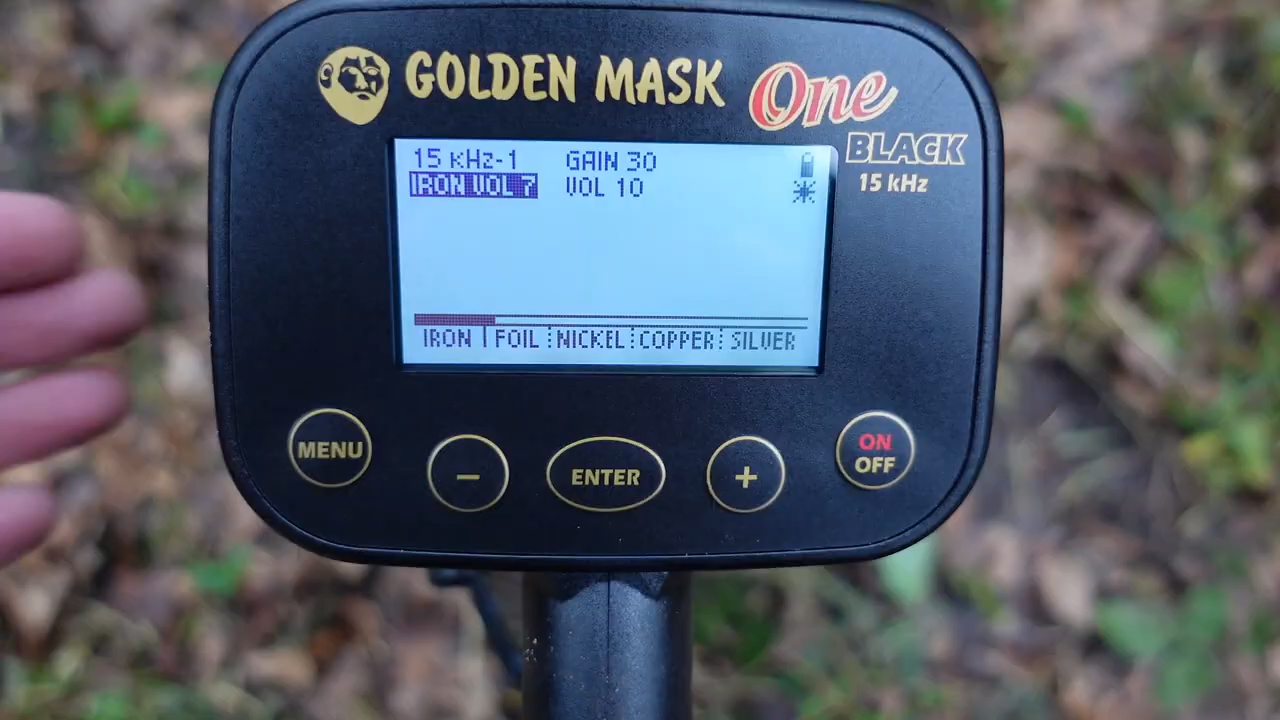 GOLDEN MASK One
BLACK
15 kHz
15 KHz-1 GAIN 30
IRON VOL 7 VOL 10
IRON FOIL NICKEL COPPER SILVER
MENU
−
ENTER
+
ON
OFF